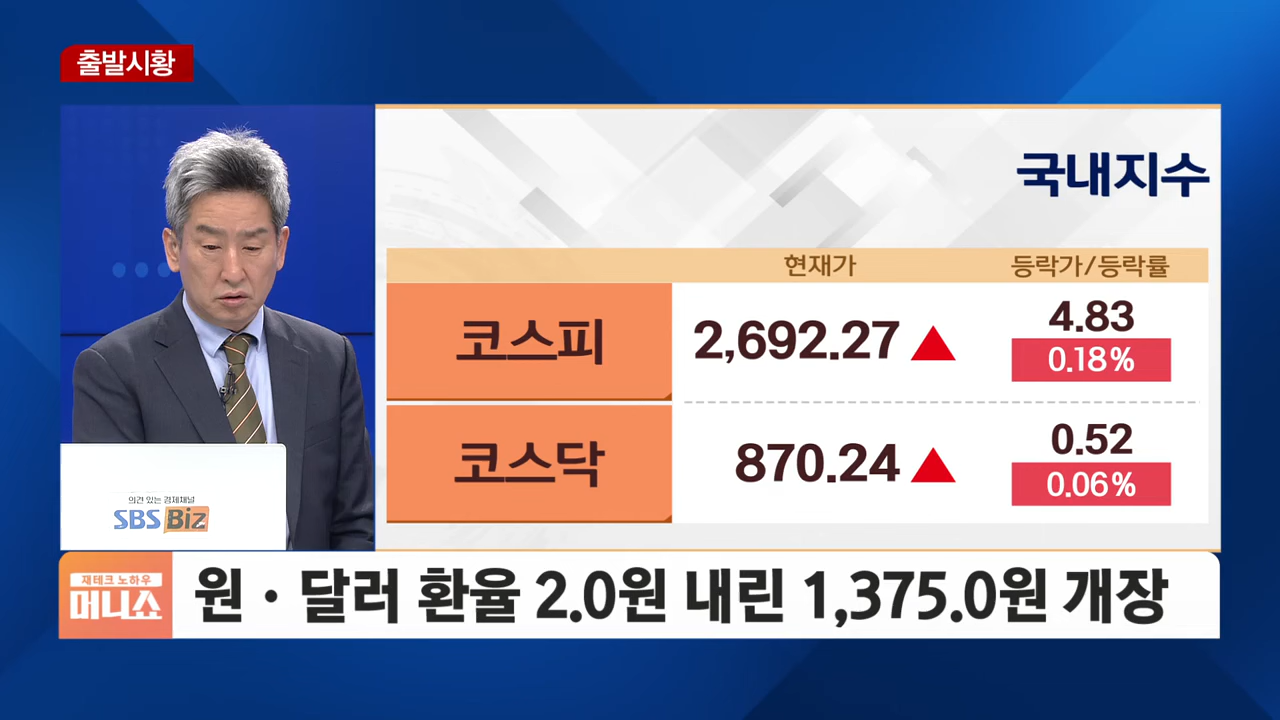 출발시황
국내지수
현재가 등락가/등락률
코스피 2,692.27 ▲ 4.83
0.18%
코스닥 870.24 ▲ 0.52
0.06%
의견 있는 경제채널
SBS Biz
재테크 노하우
머니쇼
원·달러 환율 2.0원 내린 1,375.0원 개장